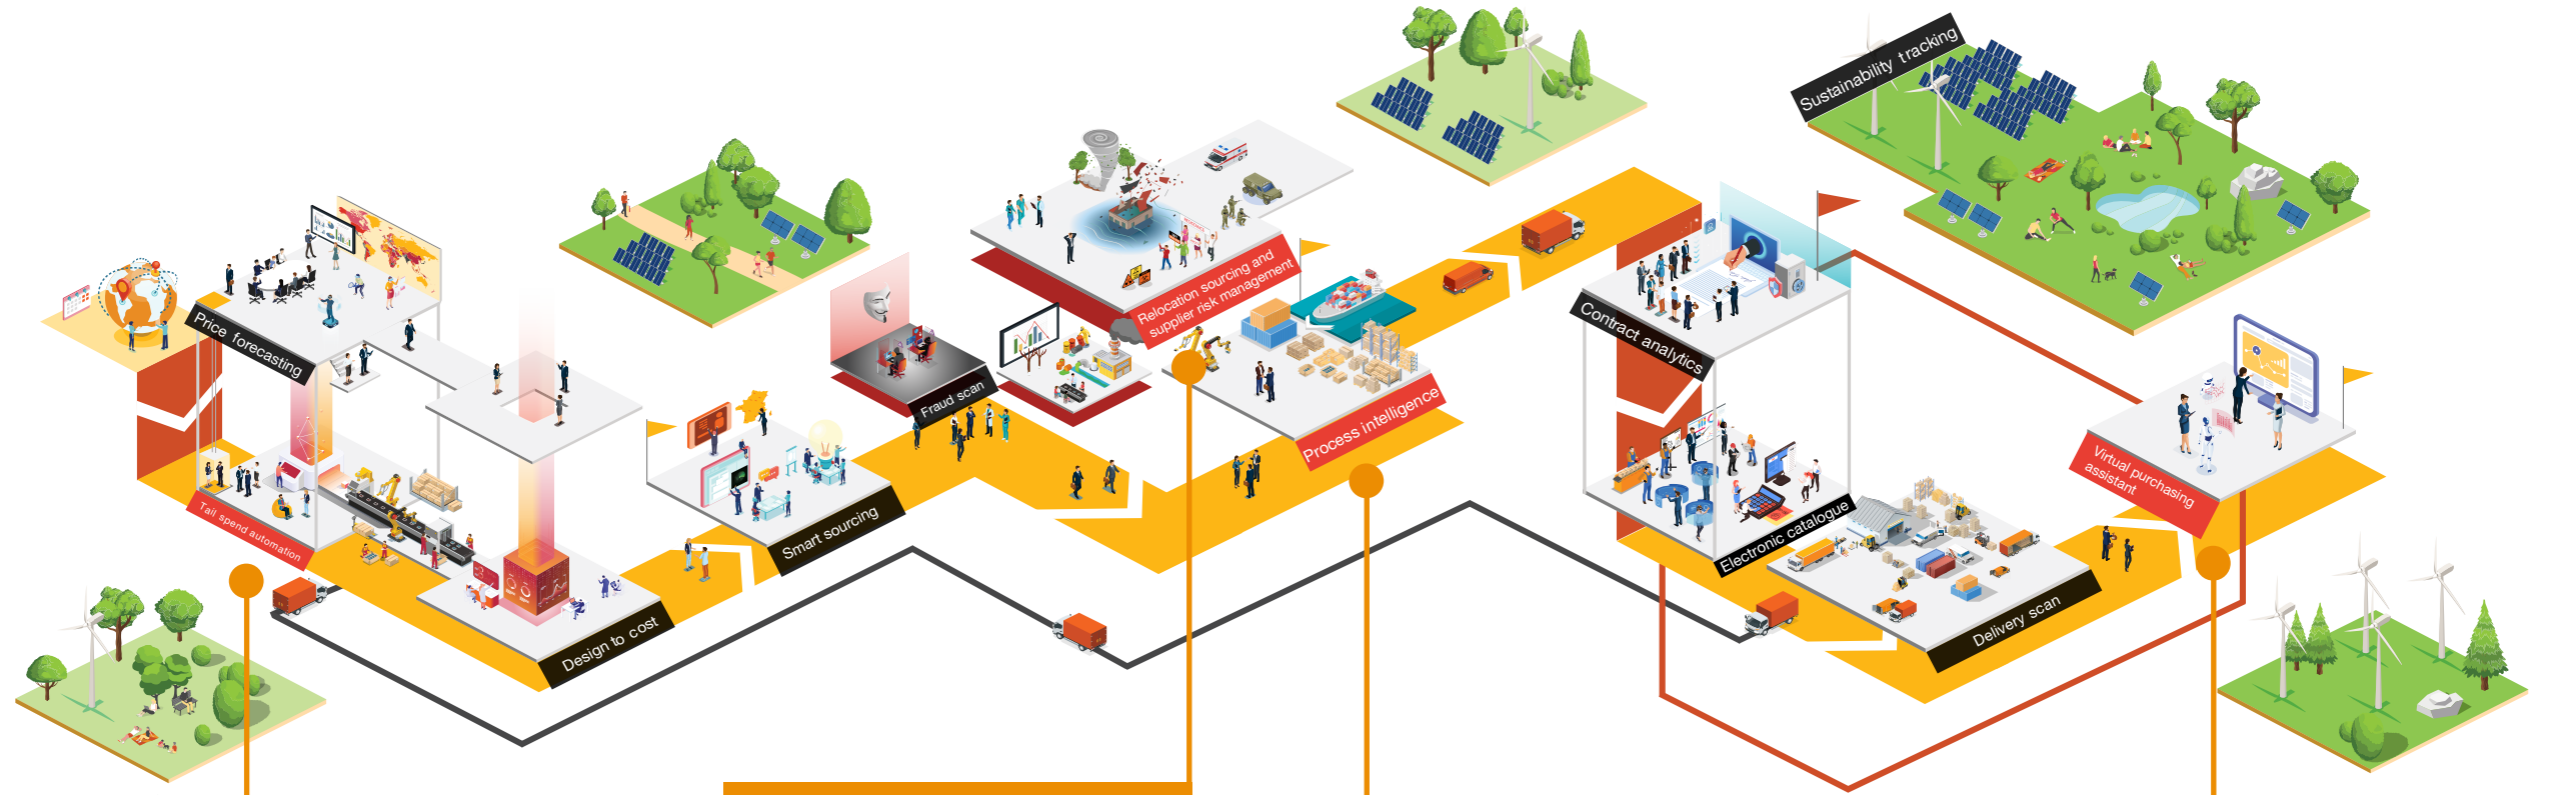 Price forecasting
Tail spend automation
Design to cost
Smart sourcing
Fraud scan
Relocation sourcing and
supplier risk management
Process intelligence
Contract analytics
Electronic catalogue
Delivery scan
Sustainability tracking
Virtual purchasing
assistant